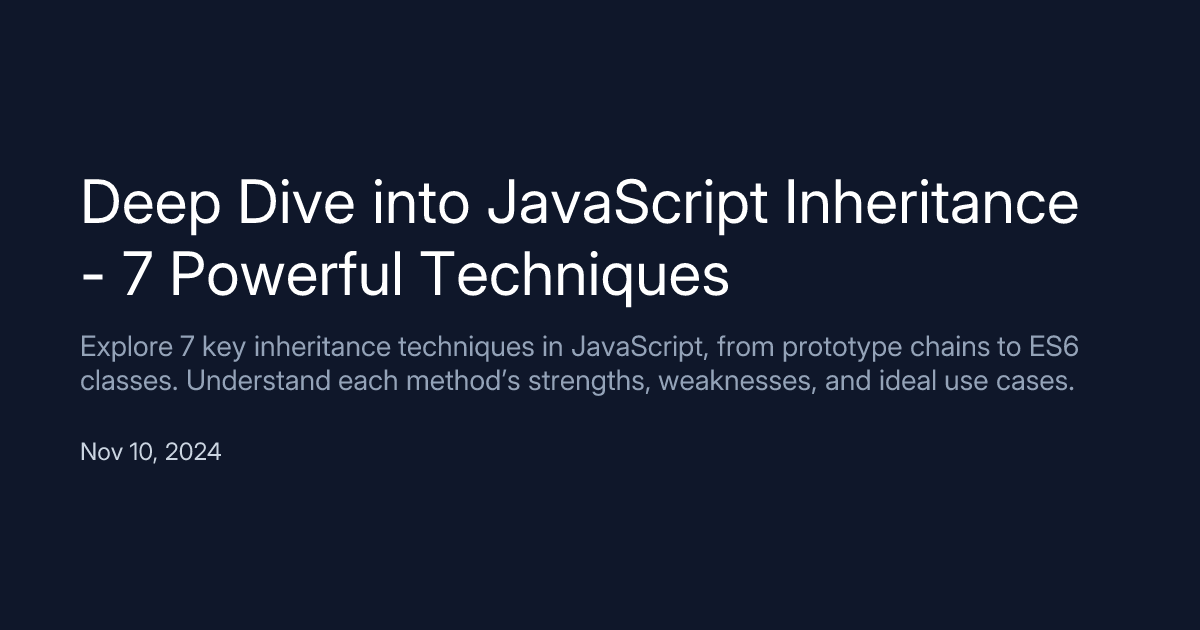 Deep Dive into JavaScript Inheritance
- 7 Powerful Techniques
Explore 7 key inheritance techniques in JavaScript, from prototype chains to ES6
classes. Understand each method’s strengths, weaknesses, and ideal use cases.
Nov 10, 2024